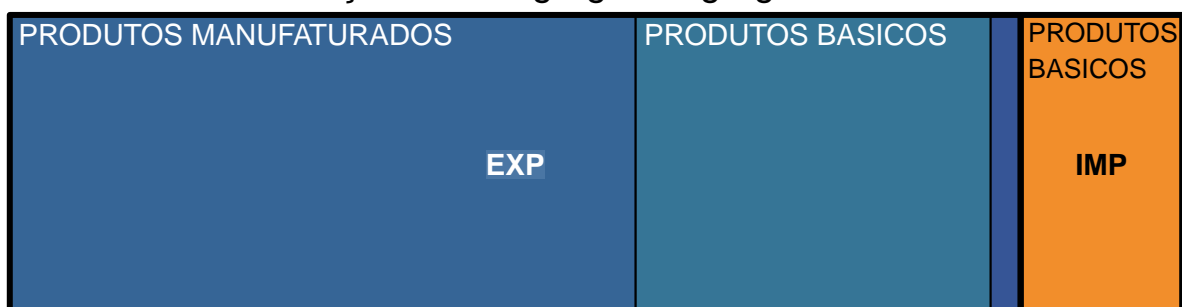 PRODUTOS MANUFATURADOS
PRODUTOS BASICOS
EXP
PRODUTOS
BASICOS
IMP